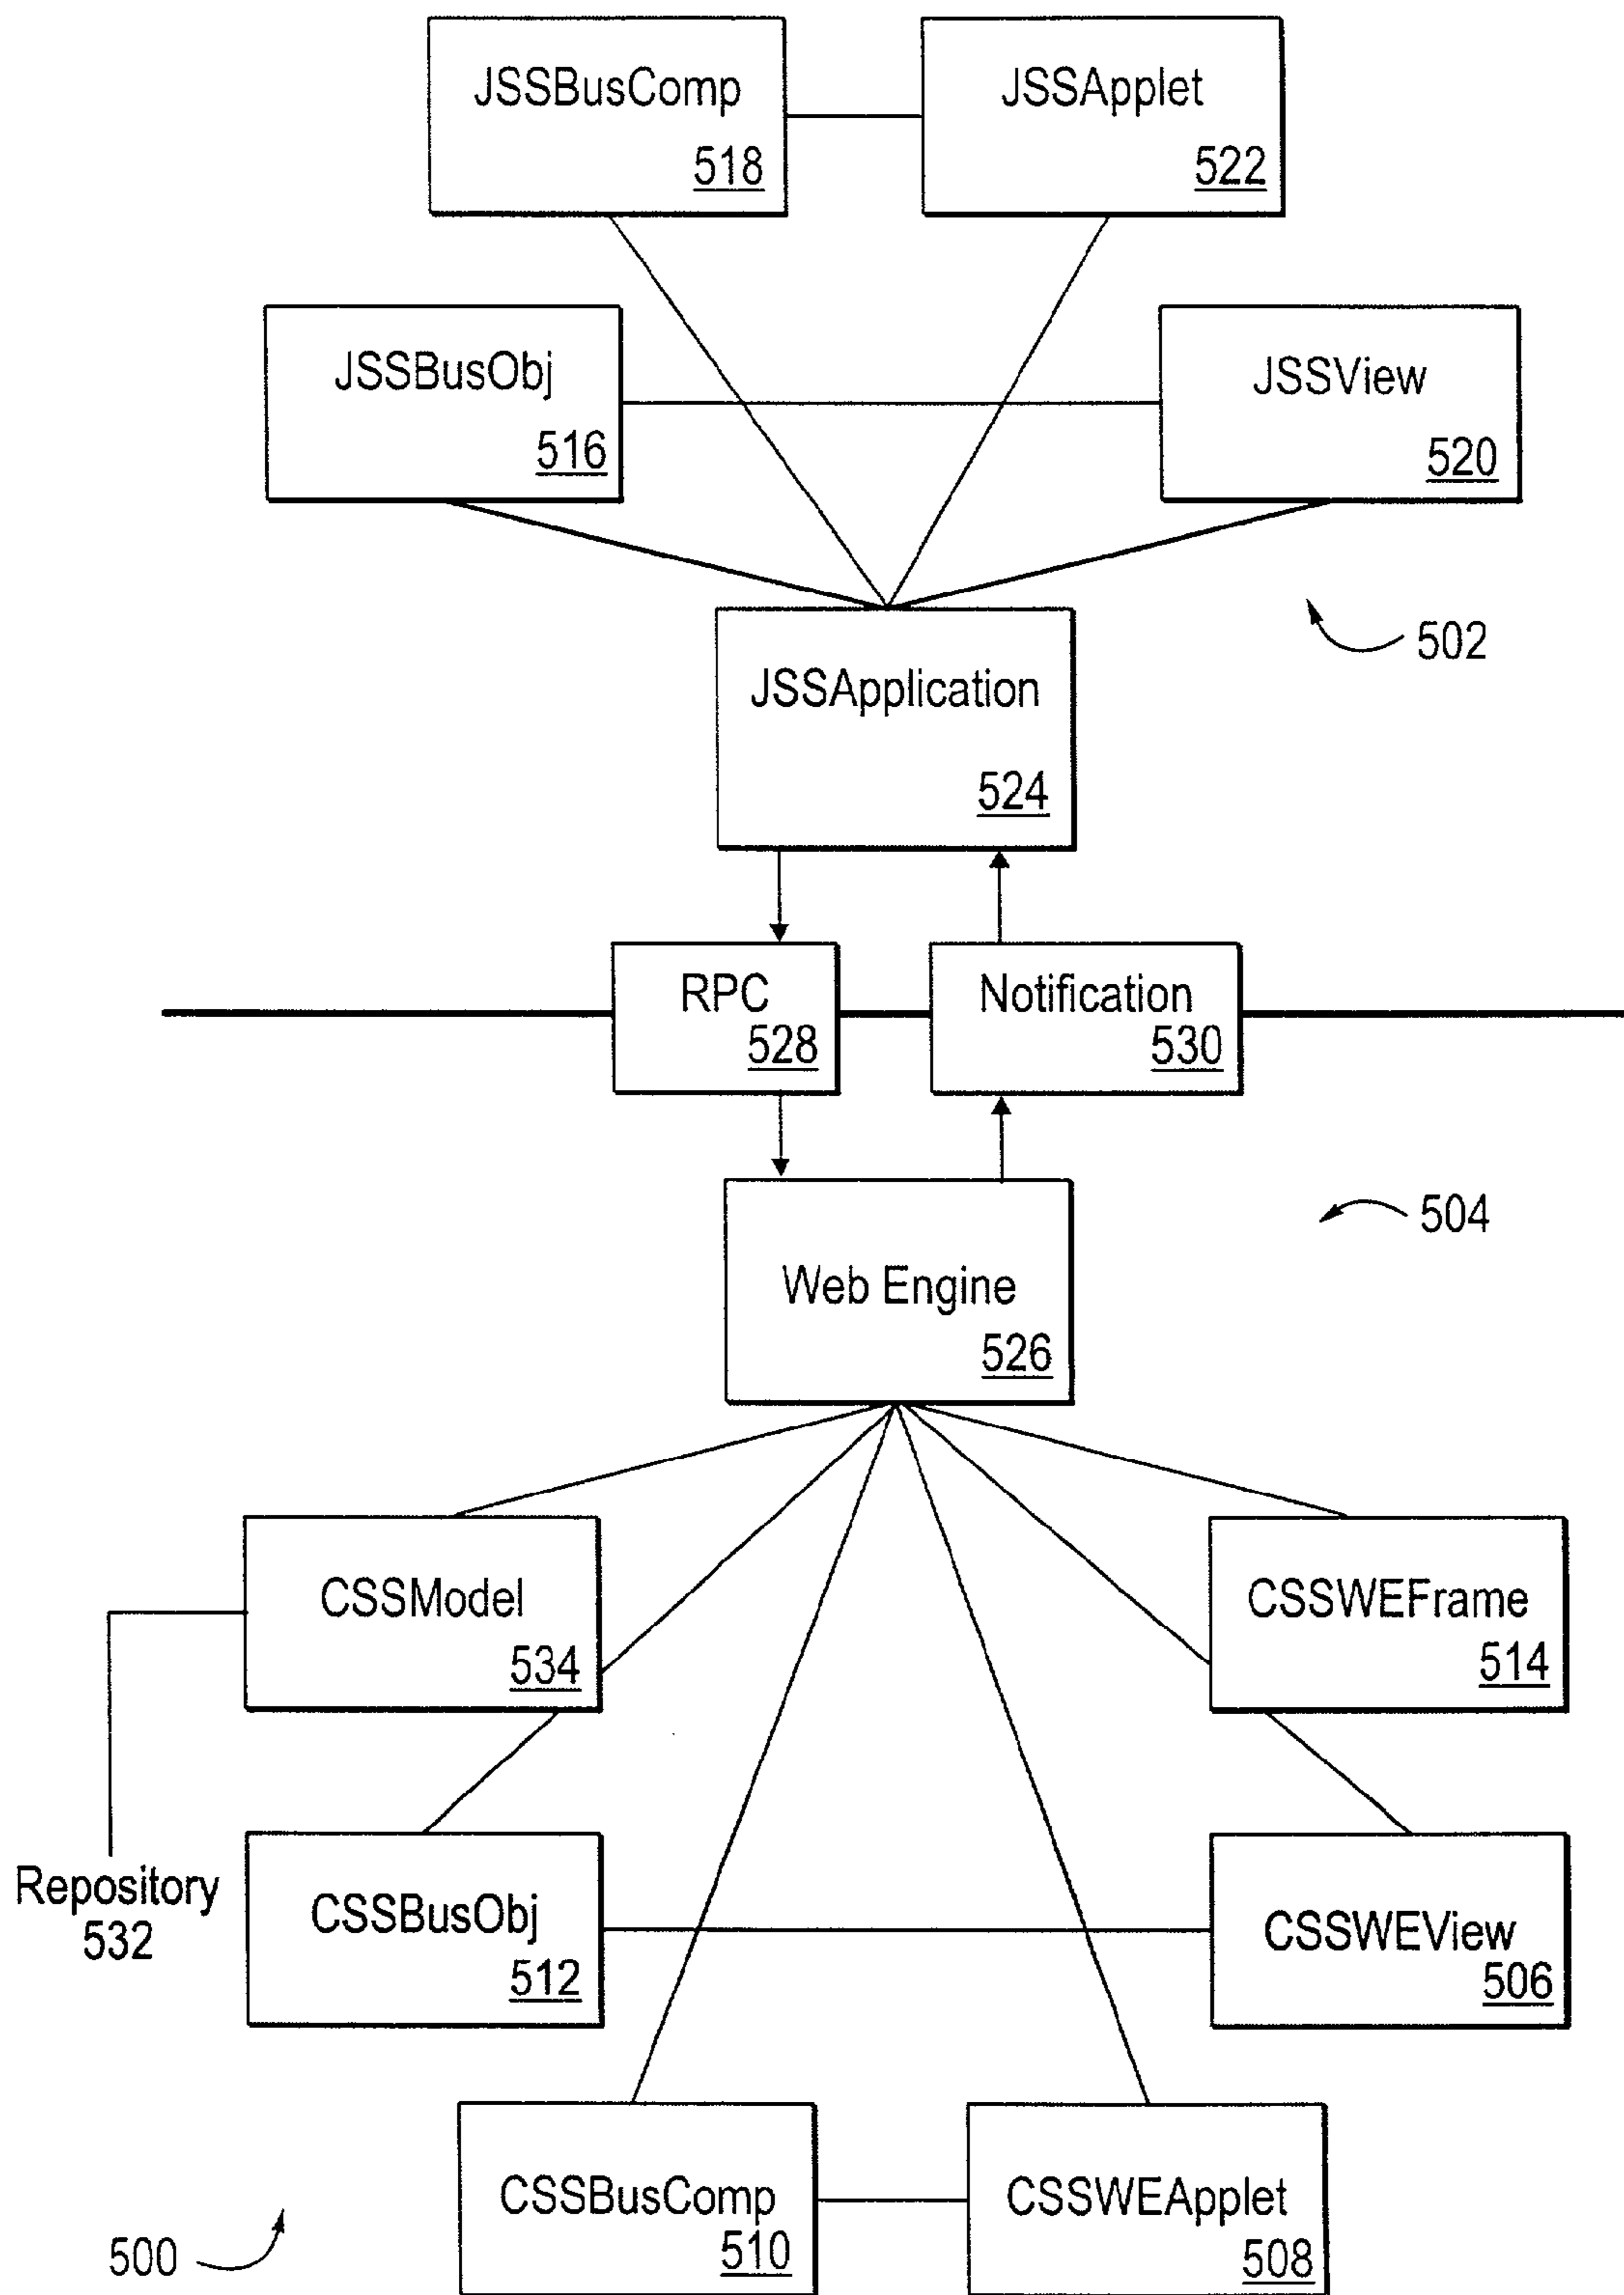 JSSBusComp
518
JSSApplet
522
JSSBusObj
516
JSSView
520
502
JSSApplication
524
RPC
528
Notification
530
504
Web Engine
526
CSSModel
534
CSSWEFrame
514
Repository
532
CSSBusObj
512
CSSWEView
506
CSSBusComp
510
CSSWEApplet
508
500